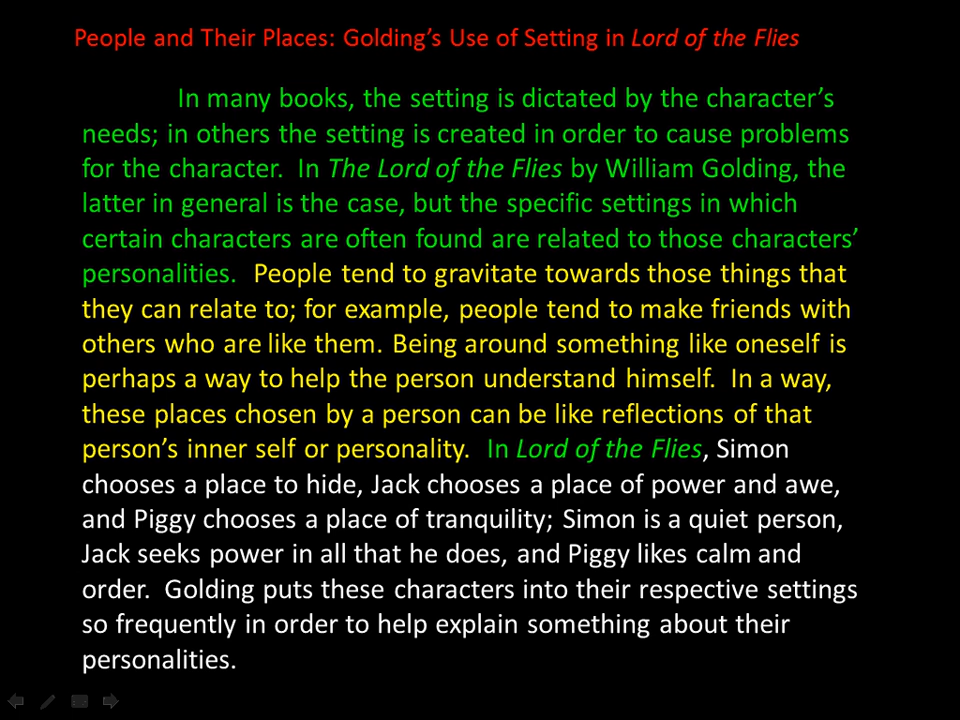 People and Their Places: Golding’s Use of Setting in Lord of the Flies
In many books, the setting is dictated by the character’s
needs; in others the setting is created in order to cause problems
for the character. In The Lord of the Flies by William Golding, the
latter in general is the case, but the specific settings in which
certain characters are often found are related to those characters’
personalities. People tend to gravitate towards those things that
they can relate to; for example, people tend to make friends with
others who are like them. Being around something like oneself is
perhaps a way to help the person understand himself. In a way,
these places chosen by a person can be like reflections of that
person’s inner self or personality. In Lord of the Flies, Simon
chooses a place to hide, Jack chooses a place of power and awe,
and Piggy chooses a place of tranquility; Simon is a quiet person,
Jack seeks power in all that he does, and Piggy likes calm and
order. Golding puts these characters into their respective settings
so frequently in order to help explain something about their
personalities.